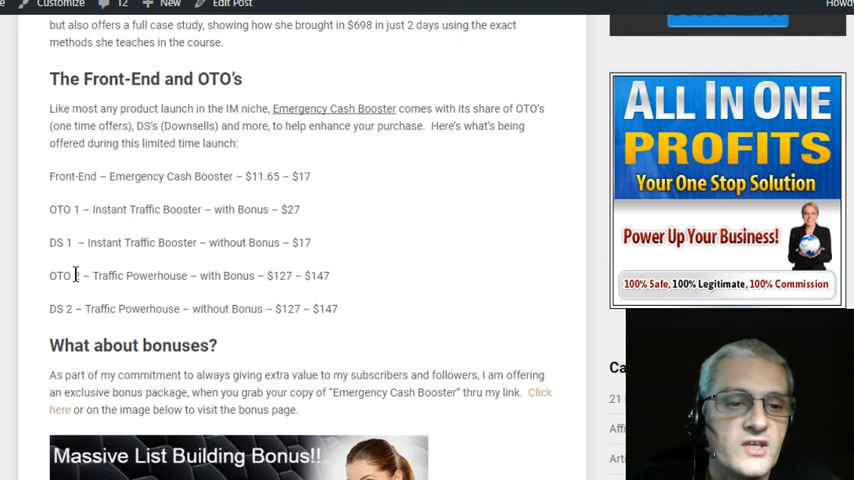 Customize
12
New
Edit Post
Howdy
but also offers a full case study, showing how she brought in $698 in just 2 days using the exact
methods she teaches in the course.
The Front-End and OTO's
Like most any product launch in the IM niche, Emergency Cash Booster comes with its share of OTO's
(one time offers), DS's (Downsells) and more, to help enhance your purchase. Here's what's being
offered during this limited time launch:
Front-End – Emergency Cash Booster – $11.65 – $17
OTO 1 – Instant Traffic Booster – with Bonus – $27
DS 1 – Instant Traffic Booster – without Bonus – $17
OTO 2 – Traffic Powerhouse – with Bonus – $127 – $147
DS 2 – Traffic Powerhouse – without Bonus – $127 – $147
What about bonuses?
As part of my commitment to always giving extra value to my subscribers and followers, I am offering
an exclusive bonus package, when you grab your copy of “Emergency Cash Booster” thru my link. Click
here or on the image below to visit the bonus page.
Massive List Building Bonus!!
ALL IN ONE
PROFITS
Your One Stop Solution
Power Up Your Business!
100% Safe, 100% Legitimate, 100% Commission
Ca
21
Affi
Arti